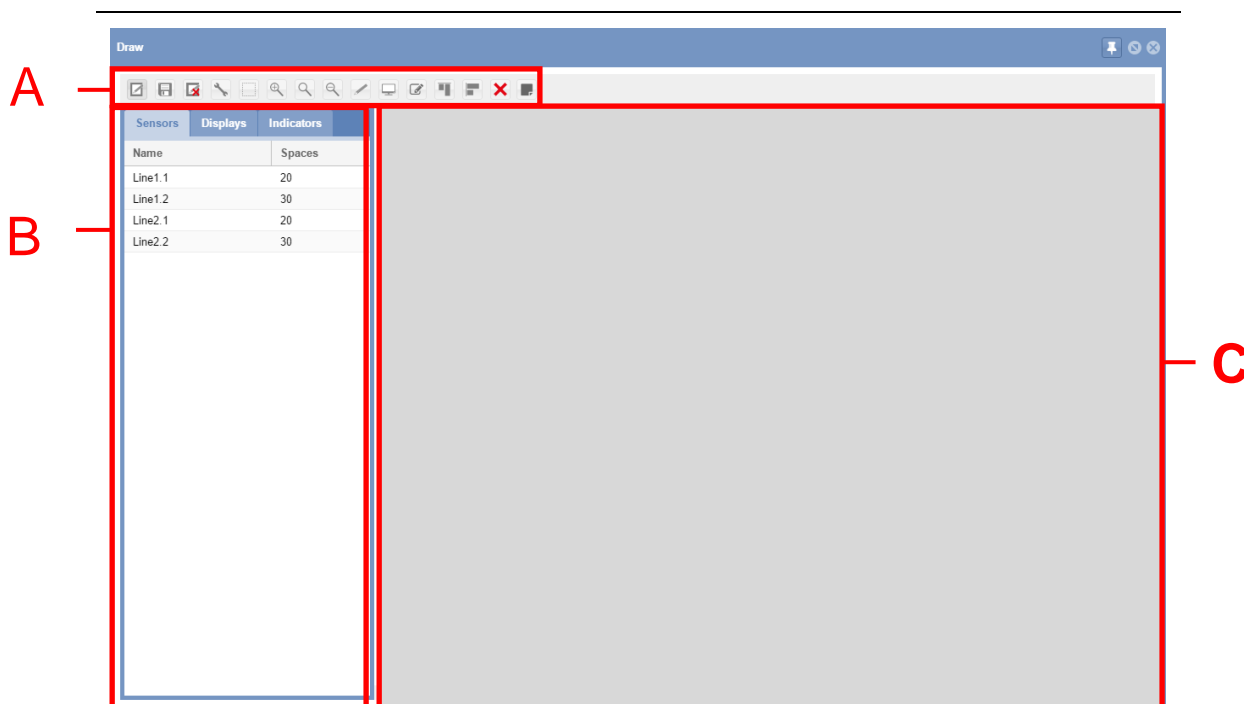 Draw
A
Sensors Displays Indicators
Name Spaces
Line1.1 20
Line1.2 30
Line2.1 20
B
Line2.2 30
C